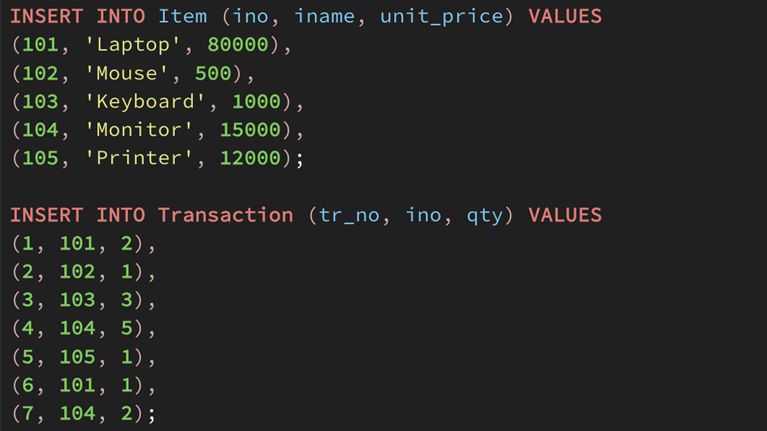 INSERT INTO Item (ino, iname, unit_price) VALUES
(101, 'Laptop', 80000),
(102, 'Mouse', 500),
(103, 'Keyboard', 1000),
(104, 'Monitor', 15000),
(105, 'Printer', 12000);
INSERT INTO Transaction (tr_no, ino, qty) VALUES
(1, 101, 2),
(2, 102, 1),
(3, 103, 3),
(4, 104, 5),
(5, 105, 1),
(6, 101, 1),
(7, 104, 2);